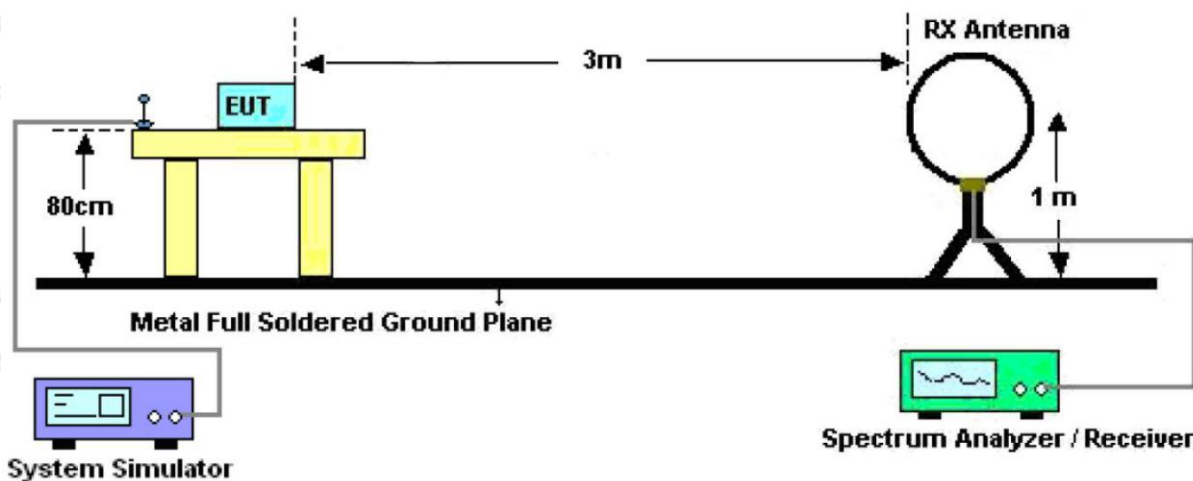 RX Antenna
3m
EUT
80cm
1 m
Metal Full Soldered Ground Plane
System Simulator
Spectrum Analyzer / Receiver